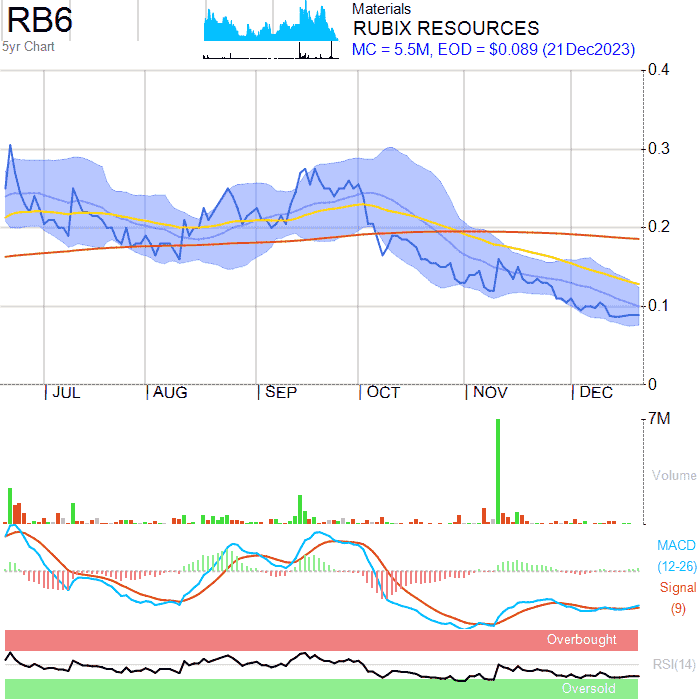 RB6
5yr Chart
Materials
RUBIX RESOURCES
MC = 5.5M, EOD = $0.089 (21Dec2023)
0.4
0.3
0.2
0.1
0
JUL AUG SEP OCT NOV DEC
7M
Volume
MACD
(12-26)
Signal
(9)
Overbought
RSI(14)
Oversold